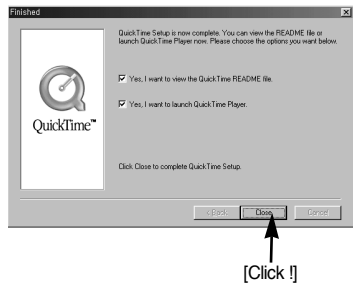 Finished
QuickTime Setup is now complete. You can view the README file or
launch QuickTime Player now. Please choose the options you want below.
Yes, I want to view the QuickTime README file.
Yes, I want to launch QuickTime Player.
QuickTime™
Click Close to complete QuickTime Setup.
< Back
Close
Cancel
[Click !]